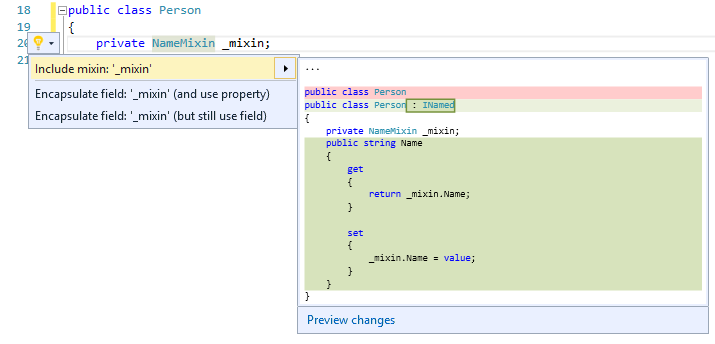 18 public class Person
19 {
20 private NameMixin _mixin;
21
Include mixin: '_mixin'
Encapsulate field: '_mixin' (and use property)
Encapsulate field: '_mixin' (but still use field)
...
public class Person
public class Person : INamed
{
private NameMixin _mixin;
public string Name
{
get
{
return _mixin.Name;
}
set
{
_mixin.Name = value;
}
}
}
Preview changes